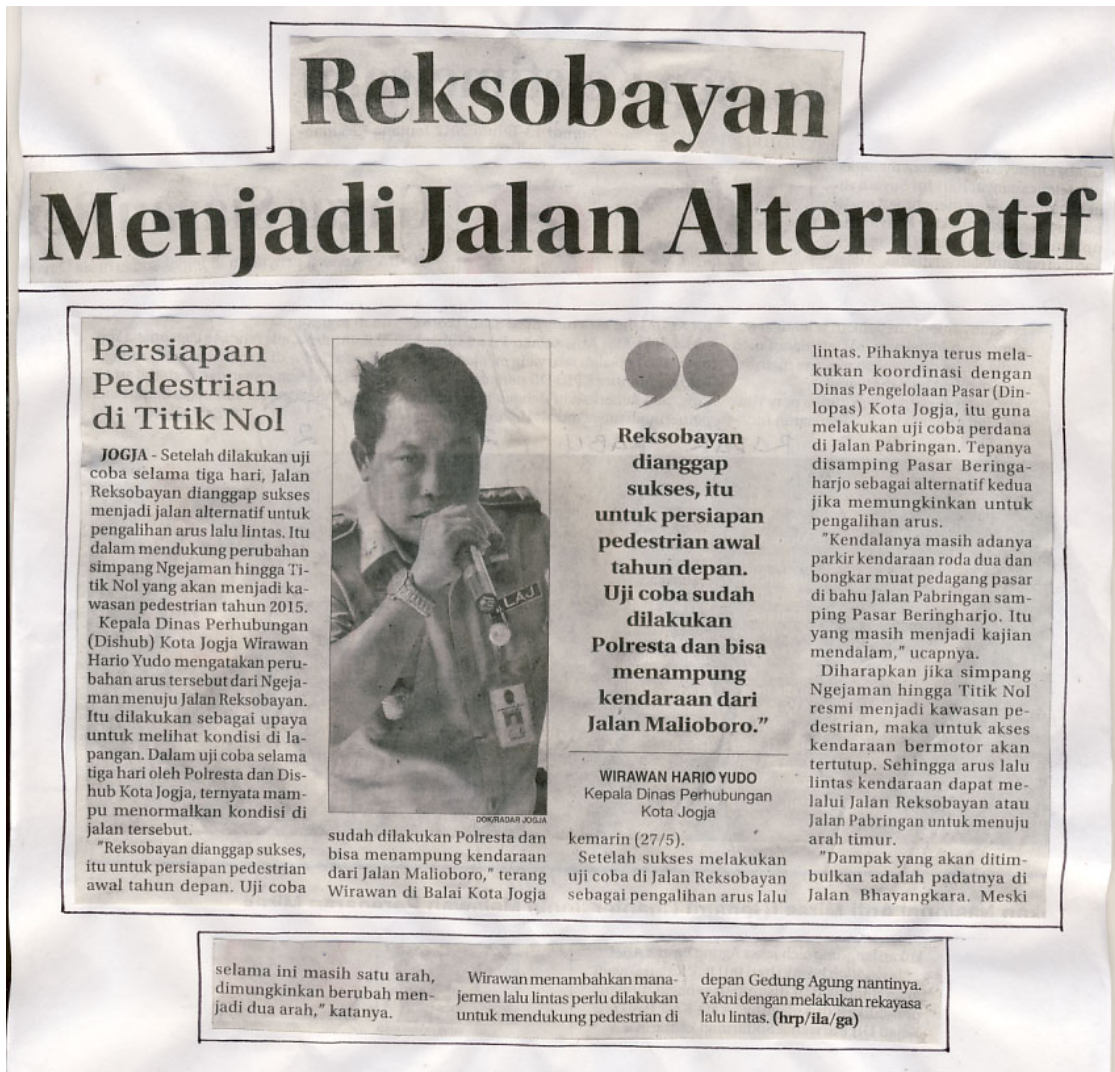 Reksobayan
Menjadi Jalan Alternatif
Persiapan
Pedestrian
di Titik Nol
JOGJA - Setelah dilakukan uji
coba selama tiga hari, Jalan
Reksobayan dianggap sukses
menjadi jalan alternatif untuk
pengalihan arus lalu lintas. Itu
dalam mendukung perubahan
simpang Ngejaman hingga Ti-
tik Nol yang akan menjadi ka-
wasan pedestrian tahun 2015.
Kepala Dinas Perhubungan
(Dishub) Kota Jogja Wirawan
Hario Yudo mengatakan peru-
bahan arus tersebut dari Ngeja-
man menuju Jalan Reksobayan.
Itu dilakukan sebagai upaya
untuk melihat kondisi di la-
pangan. Dalam uji coba selama
tiga hari oleh Polresta dan Dis-
hub Kota Jogja, ternyata mam-
pu menormalkan kondisi di
jalan tersebut.
"Reksobayan dianggap sukses,
itu untuk persiapan pedestrian
awal tahun depan. Uji coba
LAJ
DOK/RADAR JOGJA
sudah dilakukan Polresta dan
bisa menampung kendaraan
dari Jalan Malioboro," terang
Wirawan di Balai Kota Jogja
”
Reksobayan
dianggap
sukses, itu
untuk persiapan
pedestrian awal
tahun depan.
Uji coba sudah
dilakukan
Polresta dan bisa
menampung
kendaraan dari
Jalan Malioboro.”
WIRAWAN HARIO YUDO
Kepala Dinas Perhubungan
Kota Jogja
kemarin (27/5).
Setelah sukses melakukan
uji coba di Jalan Reksobayan
sebagai pengalihan arus lalu
lintas. Pihaknya terus mela-
kukan koordinasi dengan
Dinas Pengelolaan Pasar (Din-
lopas) Kota Jogja, itu guna
melakukan uji coba perdana
di Jalan Pabringan. Tepanya
disamping Pasar Beringa-
harjo sebagai alternatif kedua
jika memungkinkan untuk
pengalihan arus.
"Kendalanya masih adanya
parkir kendaraan roda dua dan
bongkar muat pedagang pasar
di bahu Jalan Pabringan sam-
ping Pasar Beringharjo. Itu
yang masih menjadi kajian
mendalam," ucapnya.
Diharapkan jika simpang
Ngejaman hingga Titik Nol
resmi menjadi kawasan pe-
destrian, maka untuk akses
kendaraan bermotor akan
tertutup. Sehingga arus lalu
lintas kendaraan dapat me-
lalui Jalan Reksobayan atau
Jalan Pabringan untuk menuju
arah timur.
"Dampak yang akan ditim-
bulkan adalah padatnya di
Jalan Bhayangkara. Meski
selama ini masih satu arah,
dimungkinkan berubah men-
jadi dua arah," katanya.
Wirawan menambahkan mana-
jemen lalu lintas perlu dilakukan
untuk mendukung pedestrian di
depan Gedung Agung nantinya.
Yakni dengan melakukan rekayasa
lalu lintas. (hrp/ila/ga)